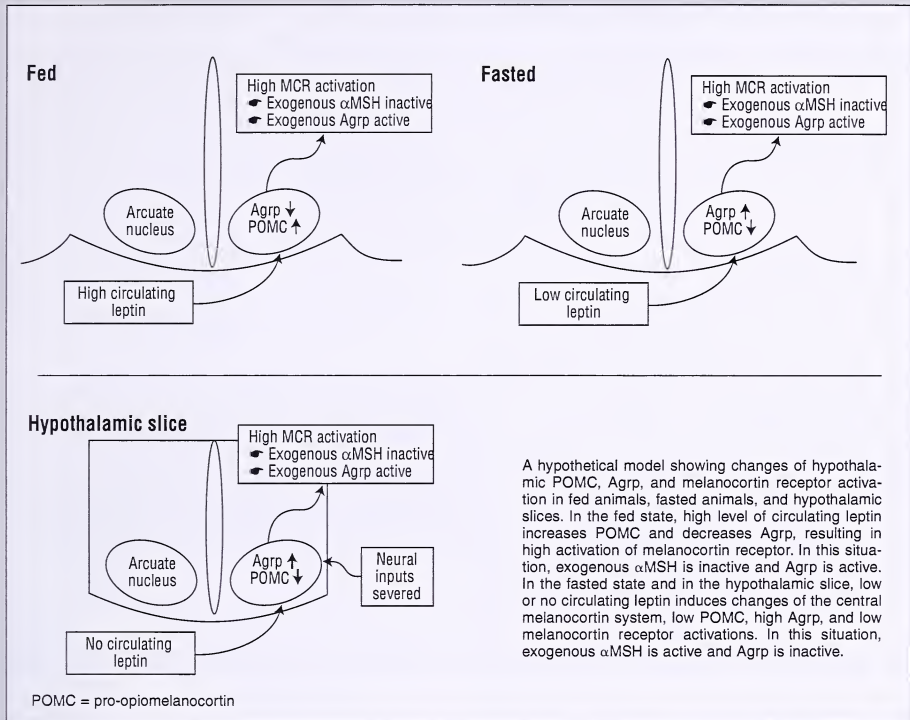 Fed
High MCR activation
☛ Exogenous αMSH inactive
☛ Exogenous Agrp active
Arcuate
nucleus
Agrp ↓
POMC ↑
High circulating
leptin
Fasted
High MCR activation
☛ Exogenous αMSH inactive
☛ Exogenous Agrp active
Arcuate
nucleus
Agrp ↑
POMC ↓
Low circulating
leptin
Hypothalamic slice
High MCR activation
☛ Exogenous αMSH inactive
☛ Exogenous Agrp active
Arcuate
nucleus
Agrp ↑
POMC ↓
Neural
inputs
severed
No circulating
leptin
A hypothetical model showing changes of hypothala-
mic POMC, Agrp, and melanocortin receptor activa-
tion in fed animals, fasted animals, and hypothalamic
slices. In the fed state, high level of circulating leptin
increases POMC and decreases Agrp, resulting in
high activation of melanocortin receptor. In this situa-
tion, exogenous αMSH is inactive and Agrp is active.
In the fasted state and in the hypothalamic slice, low
or no circulating leptin induces changes of the central
melanocortin system, low POMC, high Agrp, and low
melanocortin receptor activations. In this situation,
exogenous αMSH is active and Agrp is inactive.
POMC = pro-opiomelanocortin